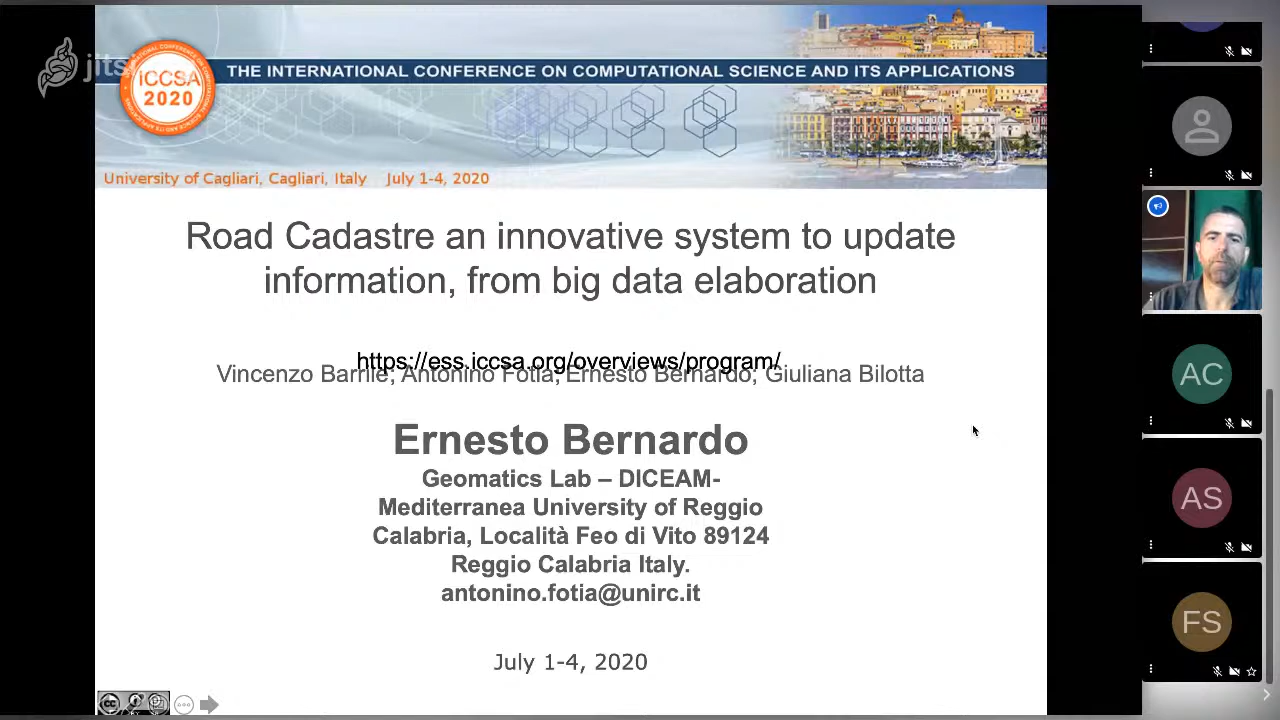 jitsi
iCCSA
2020
THE INTERNATIONAL CONFERENCE ON COMPUTATIONAL SCIENCE AND ITS APPLICATIONS
University of Cagliari, Cagliari, Italy July 1-4, 2020
Road Cadastre an innovative system to update
information, from big data elaboration
https://ess.iccsa.org/overviews/program/
Vincenzo Barrile, Antonino Fotia, Ernesto Bernardo, Giuliana Bilotta
Ernesto Bernardo
Geomatics Lab – DICEAM-
Mediterranea University of Reggio
Calabria, Località Feo di Vito 89124
Reggio Calabria Italy.
antonino.fotia@unirc.it
July 1-4, 2020
cc
AC
AS
FS